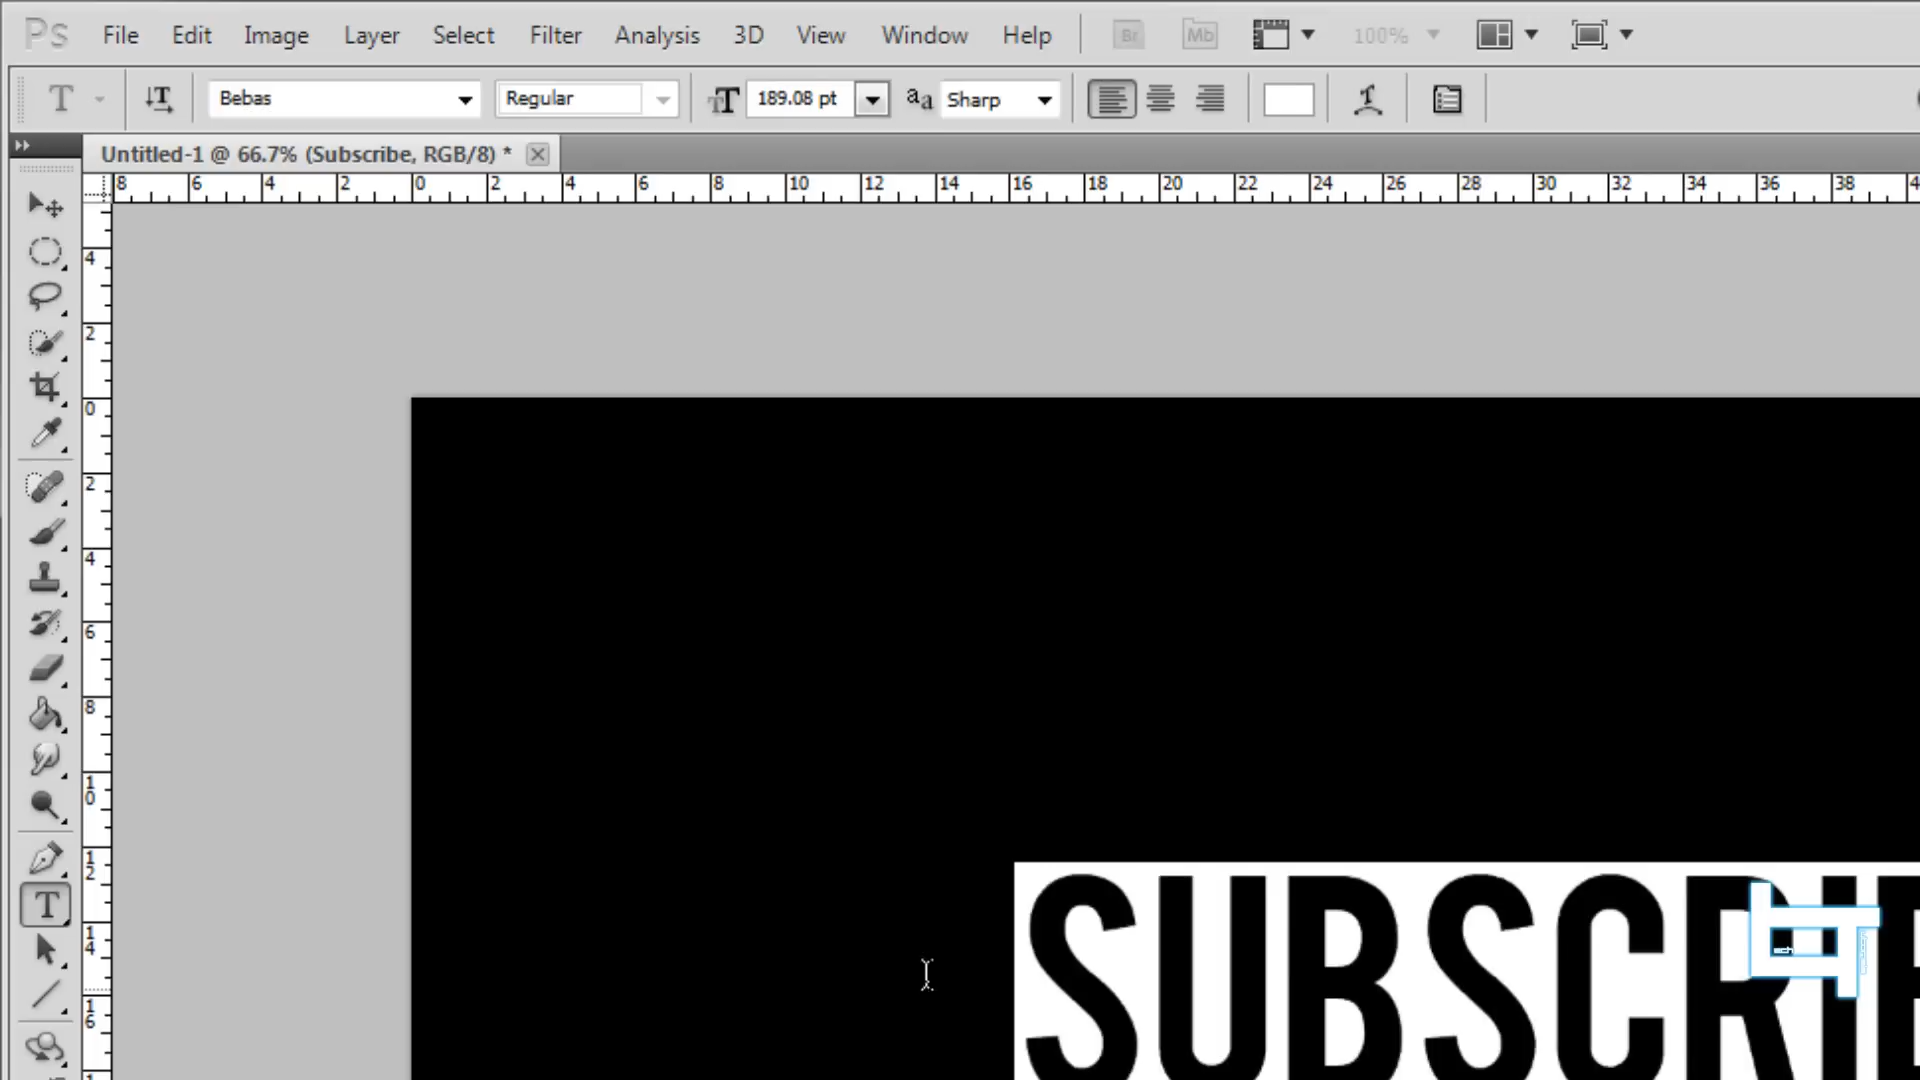 Ps File Edit Image Layer Select Filter Analysis 3D View Window Help Br Mb 100%
T T Bebas Regular TT 189.08 pt aa Sharp
Untitled-1 @ 66.7% (Subscribe, RGB/8) *
8 6 4 2 0 2 4 6 8 10 12 14 16 18 20 22 24 26 28 30 32 34 36 38
4
2
0
2
4
6
8
10
12
14
16
T
SUBSCRI